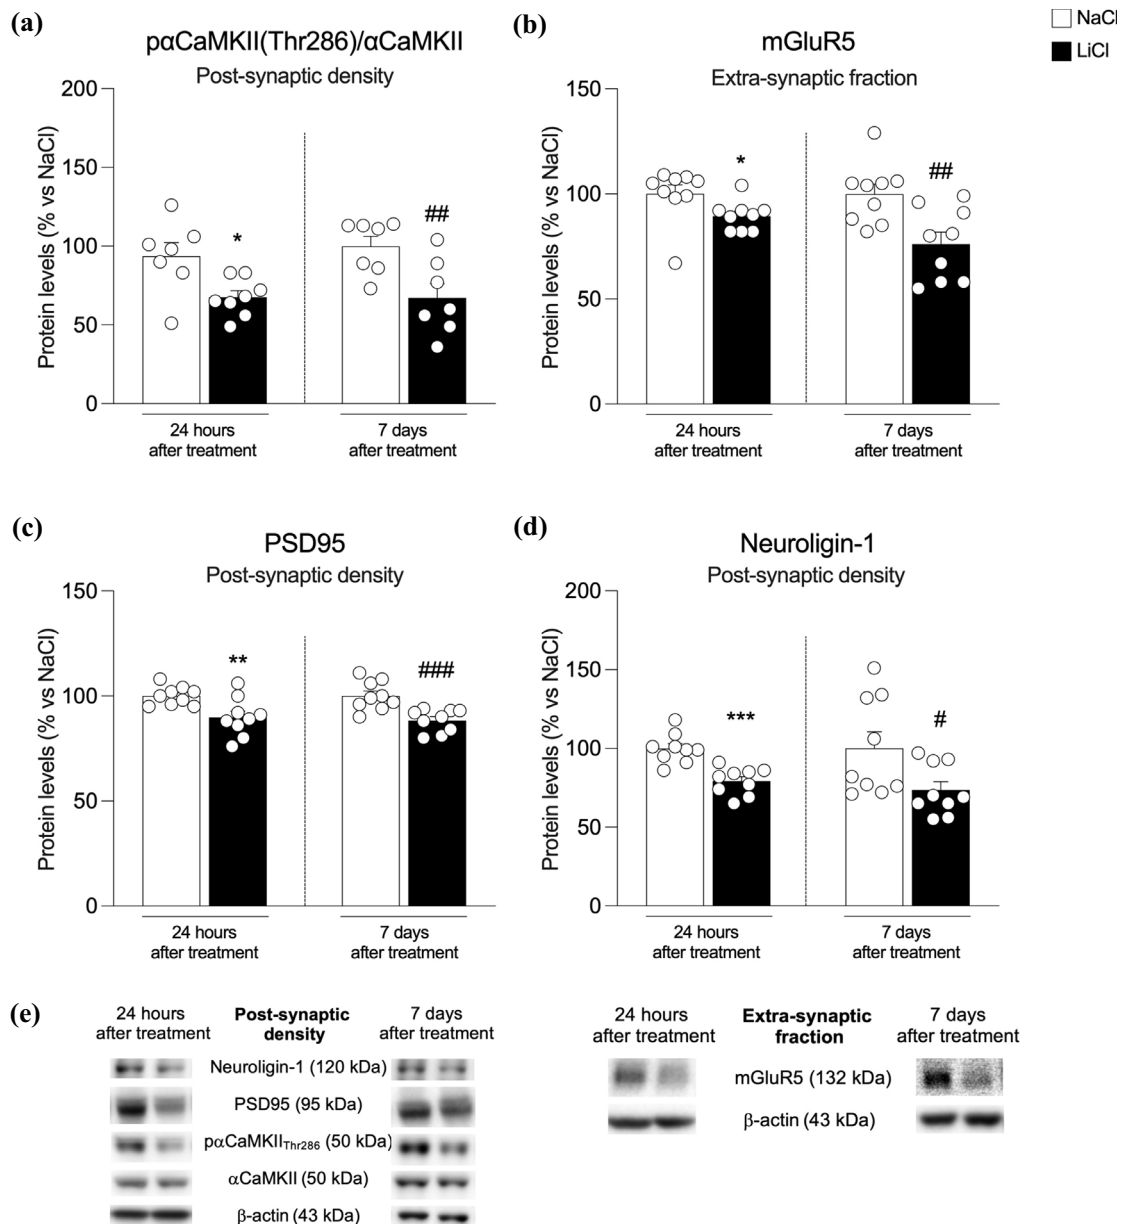 (a)
pαCaMKII(Thr286)/αCaMKII
Post-synaptic density
Protein levels (% vs NaCl)
200
150
100
50
0
*
##
24 hours
after treatment
7 days
after treatment
(b)
mGluR5
Extra-synaptic fraction
NaCl
LiCl
Protein levels (% vs NaCl)
150
100
50
0
*
##
24 hours
after treatment
7 days
after treatment
(c)
PSD95
Post-synaptic density
Protein levels (% vs NaCl)
150
100
50
0
**
###
24 hours
after treatment
7 days
after treatment
(d)
Neuroligin-1
Post-synaptic density
Protein levels (% vs NaCl)
200
150
100
50
0
***
#
24 hours
after treatment
7 days
after treatment
(e)
24 hours
after treatment
Post-synaptic
density
7 days
after treatment
Neuroligin-1 (120 kDa)
PSD95 (95 kDa)
pαCaMKIIThr286 (50 kDa)
αCaMKII (50 kDa)
β-actin (43 kDa)
24 hours
after treatment
Extra-synaptic
fraction
7 days
after treatment
mGluR5 (132 kDa)
β-actin (43 kDa)